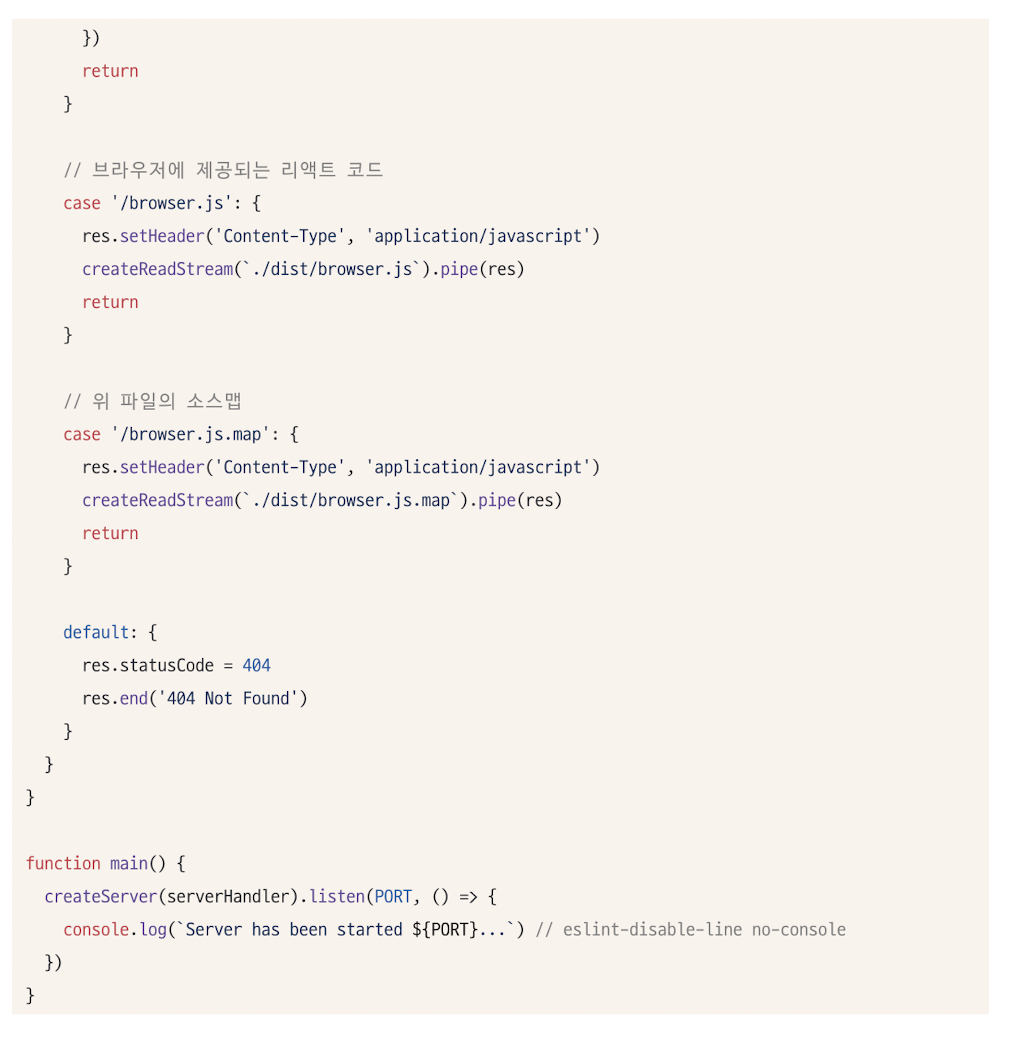 })
      return
    }

    // 브라우저에 제공되는 리액트 코드
    case '/browser.js': {
      res.setHeader('Content-Type', 'application/javascript')
      createReadStream(`./dist/browser.js`).pipe(res)
      return
    }

    // 위 파일의 소스맵
    case '/browser.js.map': {
      res.setHeader('Content-Type', 'application/javascript')
      createReadStream(`./dist/browser.js.map`).pipe(res)
      return
    }

    default: {
      res.statusCode = 404
      res.end('404 Not Found')
    }
  }
}

function main() {
  createServer(serverHandler).listen(PORT, () => {
    console.log(`Server has been started ${PORT}...`) // eslint-disable-line no-console
  })
}